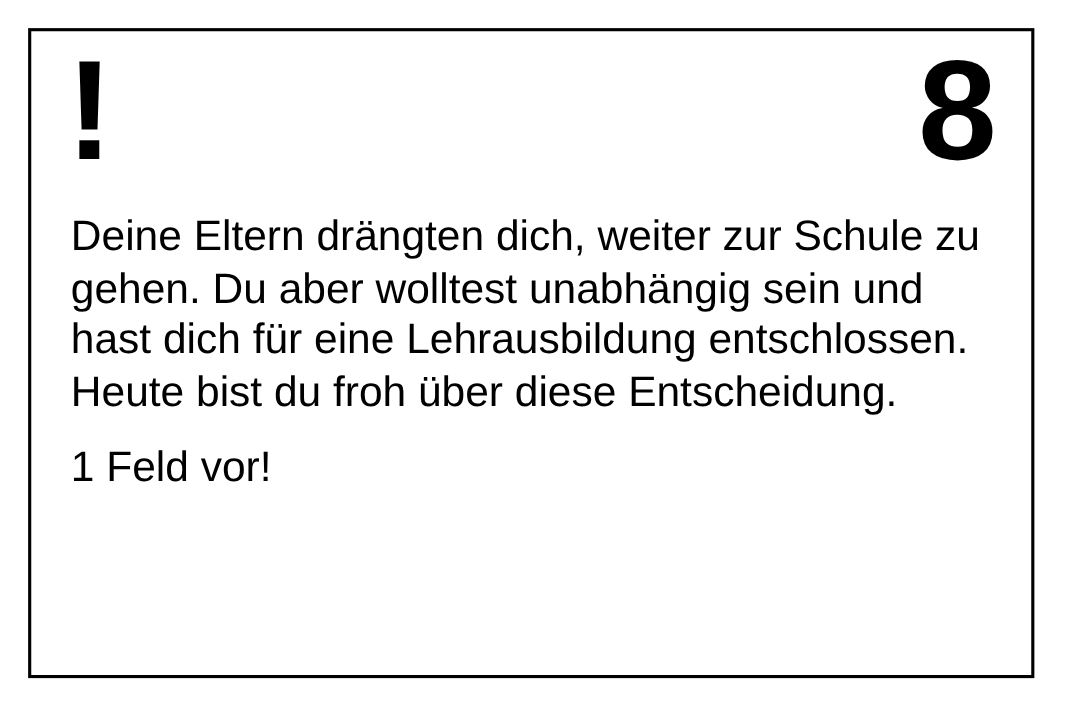 ! 8
Deine Eltern drängten dich, weiter zur Schule zu
gehen. Du aber wolltest unabhängig sein und
hast dich für eine Lehrausbildung entschlossen.
Heute bist du froh über diese Entscheidung.
1 Feld vor!